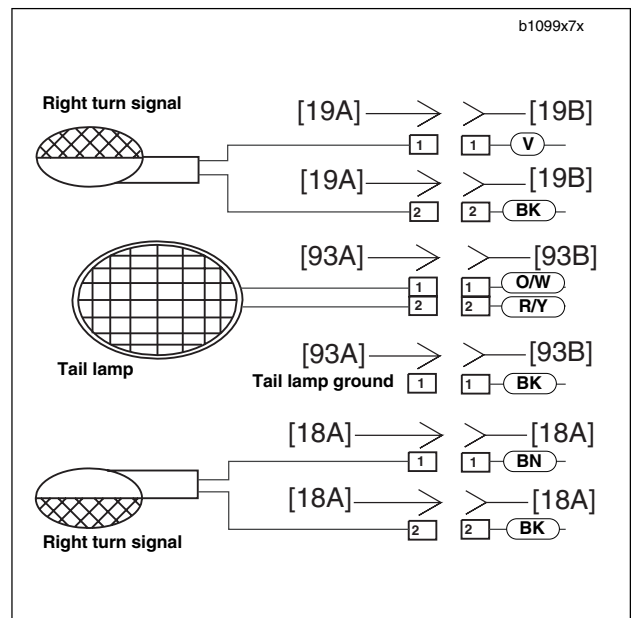 b1099x7x
Right turn signal
[19A] [19B]
1 1 V
[19A] [19B]
2 2 BK
[93A] [93B]
1 1 O/W
2 2 R/Y
Tail lamp
[93A] [93B]
Tail lamp ground 1 1 BK
[18A] [18A]
1 1 BN
[18A] [18A]
2 2 BK
Right turn signal